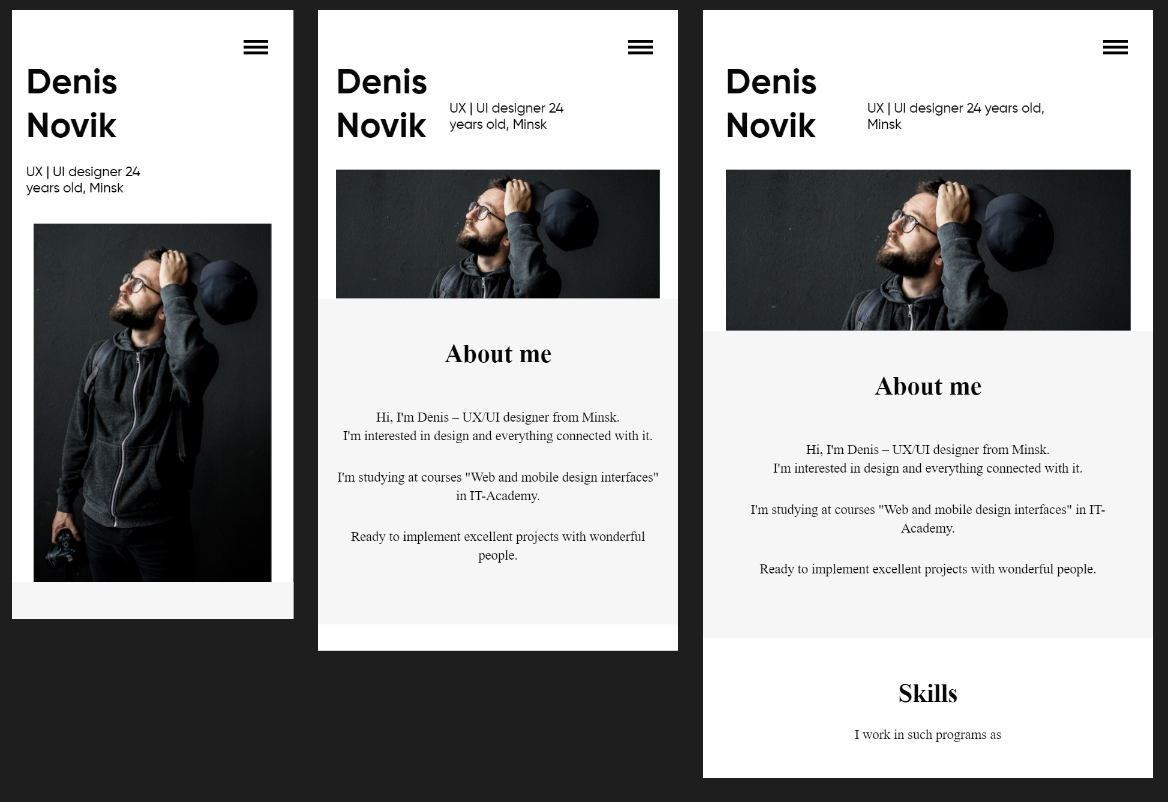 Denis
Novik
UX | UI designer 24
years old, Minsk
Denis
Novik
UX | UI designer 24
years old, Minsk
About me
Hi, I'm Denis – UX/UI designer from Minsk.
I'm interested in design and everything connected with it.
I'm studying at courses "Web and mobile design interfaces"
in IT-Academy.
Ready to implement excellent projects with wonderful
people.
Denis
Novik
UX | UI designer 24 years old,
Minsk
About me
Hi, I'm Denis – UX/UI designer from Minsk.
I'm interested in design and everything connected with it.
I'm studying at courses "Web and mobile design interfaces" in IT-
Academy.
Ready to implement excellent projects with wonderful people.
Skills
I work in such programs as